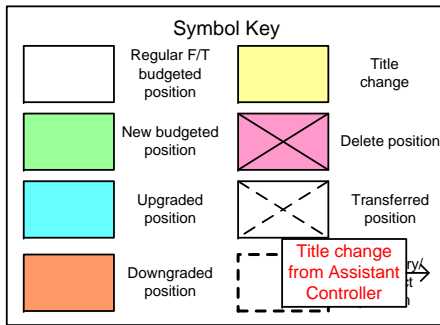 Symbol Key
Regular F/T
budgeted
position
Title
change
New budgeted
position
Delete position
Upgraded
position
Transferred
position
Downgraded
position
Title change
from Assistant
Controller